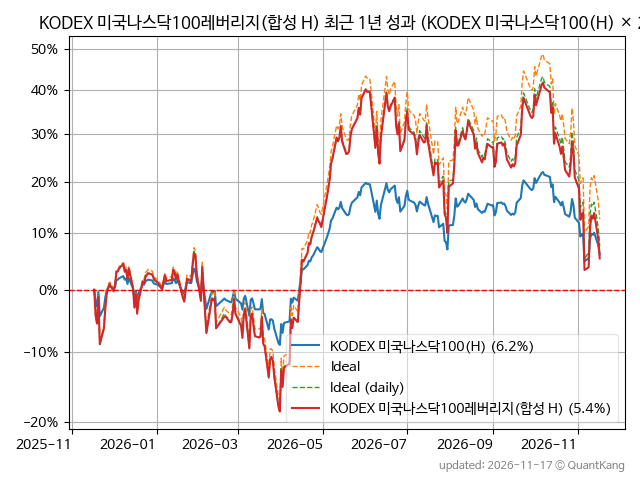 KODEX 미국나스닥100레버리지(합성 H) 최근 1년 성과 (KODEX 미국나스닥100(H) ×
50%
40%
30%
20%
10%
0%
−10%
−20%
KODEX 미국나스닥100(H) (6.2%)
Ideal
Ideal (daily)
KODEX 미국나스닥100레버리지(합성 H) (5.4%)
2025-11 2026-01 2026-03 2026-05 2026-07 2026-09 2026-11
updated: 2026-11-17 © QuantKang